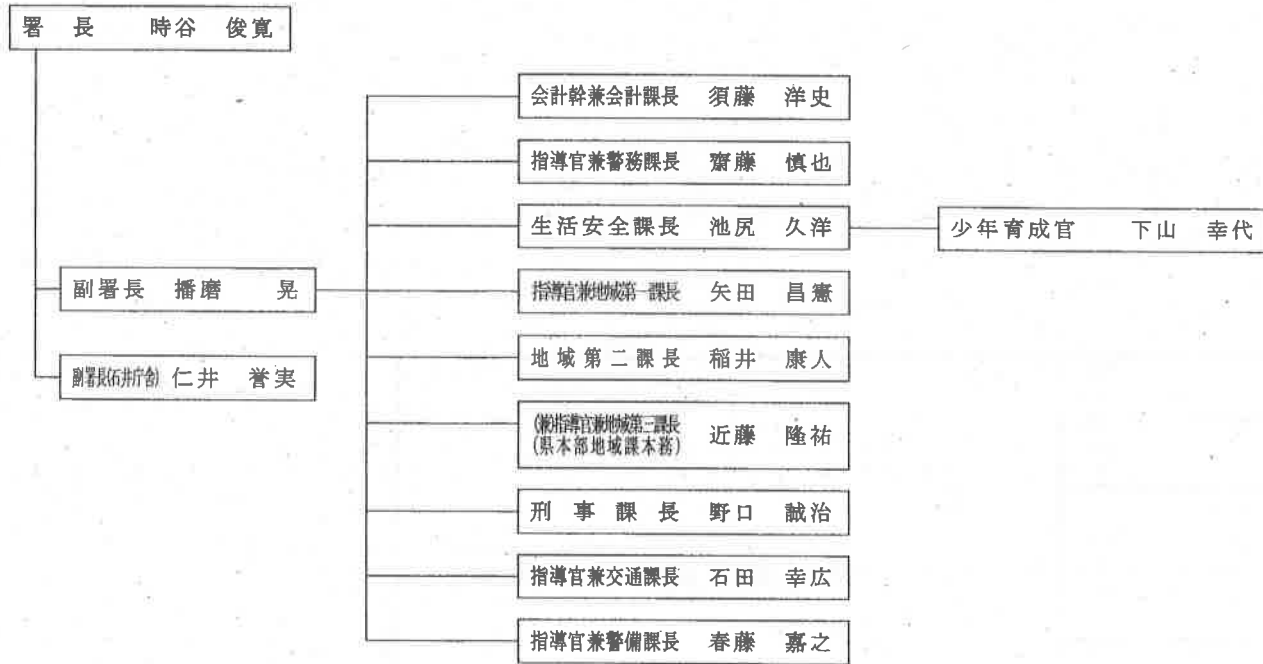 署長 時谷 俊寛
会計幹兼会計課長 須藤 洋史
指導官兼警務課長 齋藤 慎也
生活安全課長 池尻 久洋
少年育成官 下山 幸代
副署長 播磨 晃
指導官兼地域第一課長 矢田 昌憲
地域第二課長 稲井 康人
副署長(石井庁舎) 仁井 誉実
(兼)指導官兼地域第三課長
(県本部地域課本務) 近藤 隆祐
刑事課長 野口 誠治
指導官兼交通課長 石田 幸広
指導官兼警備課長 春藤 嘉之